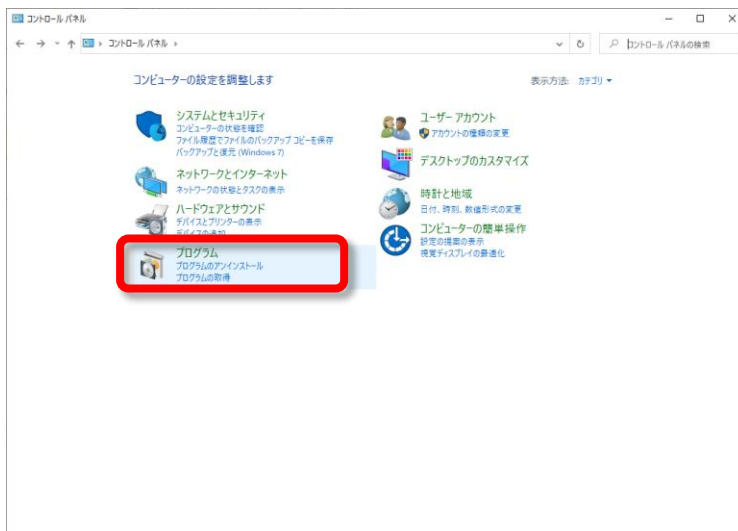 コントロール パネル
コントロール パネル
コントロール パネルの検索
コンピューターの設定を調整します
表示方法: カテゴリ
システムとセキュリティ
コンピューターの状態を確認
ファイル履歴でファイルのバックアップ コピーを保存
バックアップと復元 (Windows 7)
ネットワークとインターネット
ネットワークの状態とタスクの表示
ハードウェアとサウンド
デバイスとプリンターの表示
デバイスの追加
プログラム
プログラムのアンインストール
プログラムの取得
ユーザー アカウント
アカウントの種類の変更
デスクトップのカスタマイズ
時計と地域
日付、時刻、数値形式の変更
コンピューターの簡単操作
設定の提案の表示
視覚ディスプレイの最適化